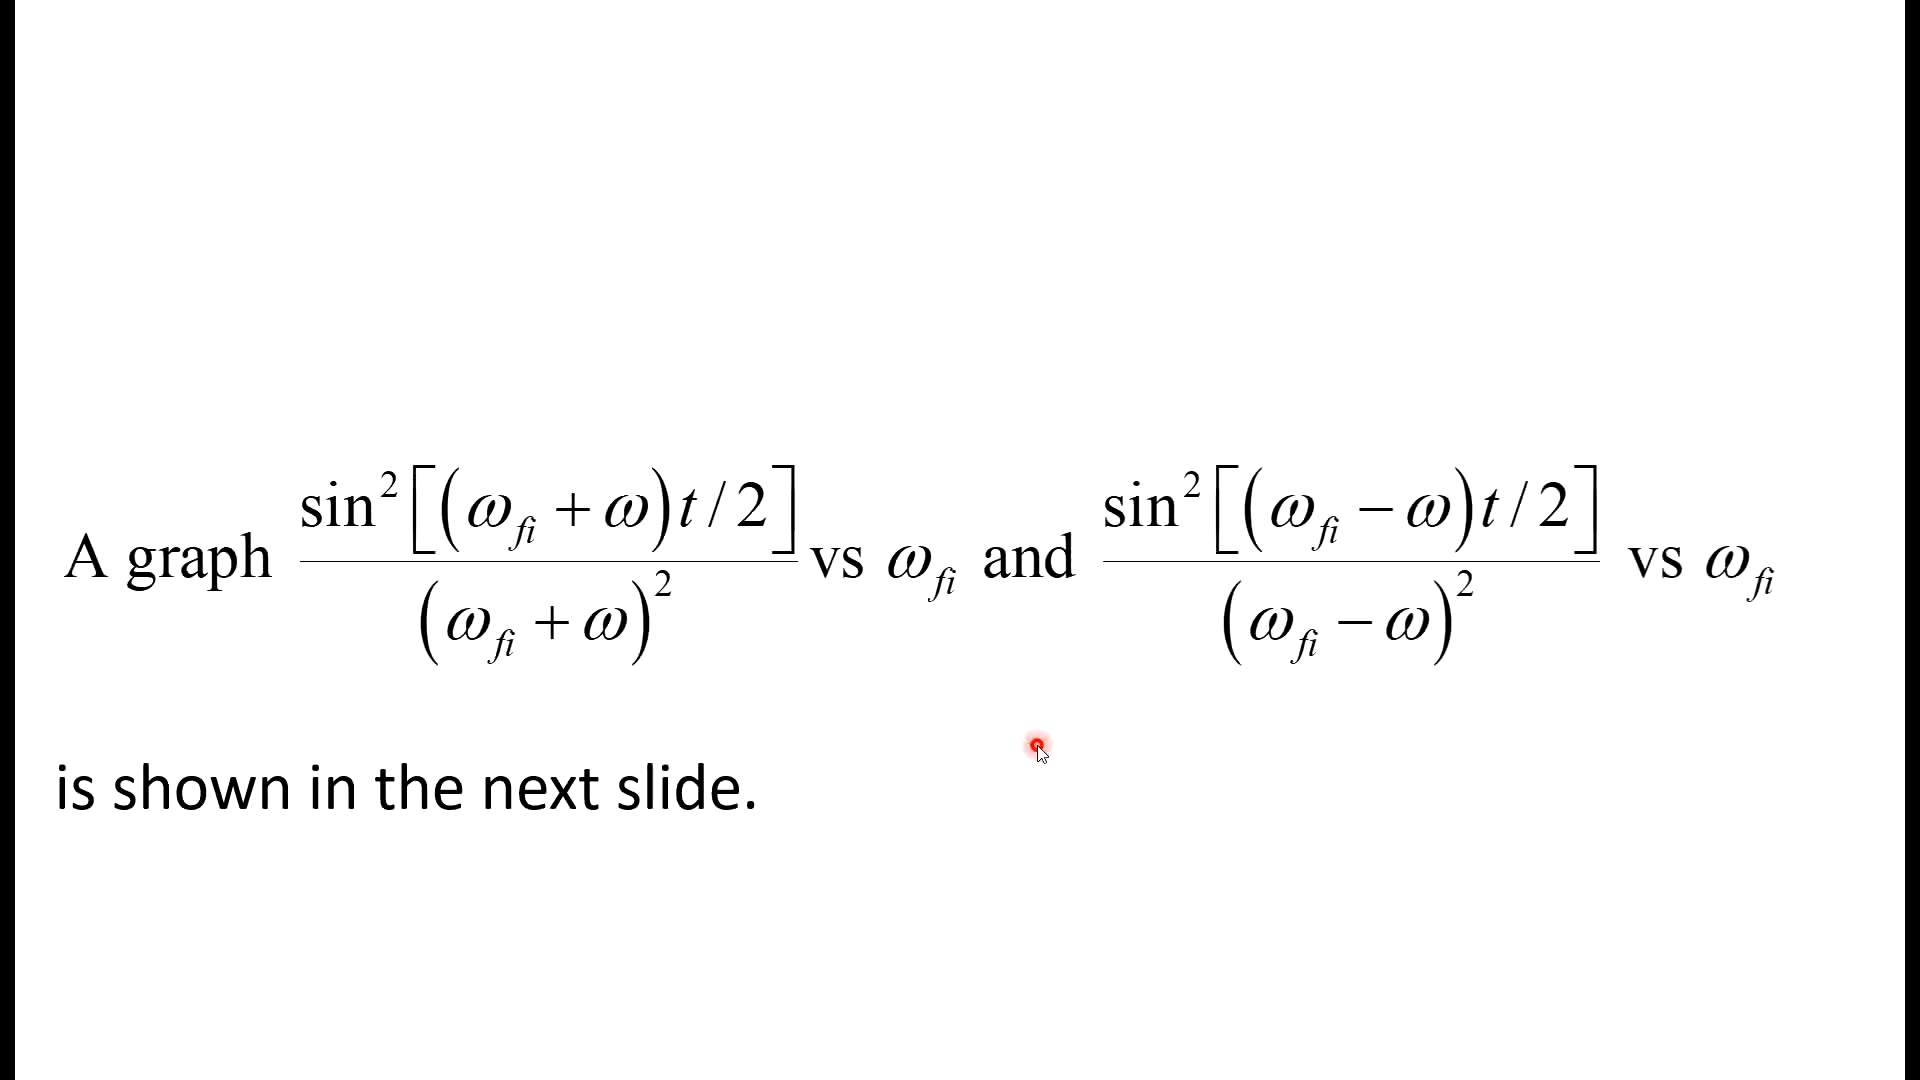 A graph sin²[(ω_fi + ω)t/2] / (ω_fi + ω)² vs ω_fi and sin²[(ω_fi − ω)t/2] / (ω_fi − ω)² vs ω_fi
is shown in the next slide.